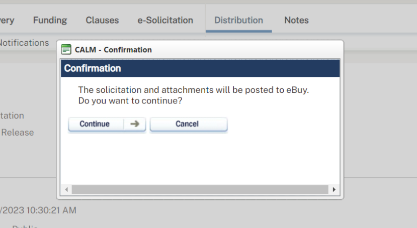 ery Funding Clauses e-Solicitation Distribution Notes
Notifications
CALM - Confirmation
Confirmation
The solicitation and attachments will be posted to eBuy.
Do you want to continue?
Continue Cancel
tation
Release
/2023 10:30:21 AM